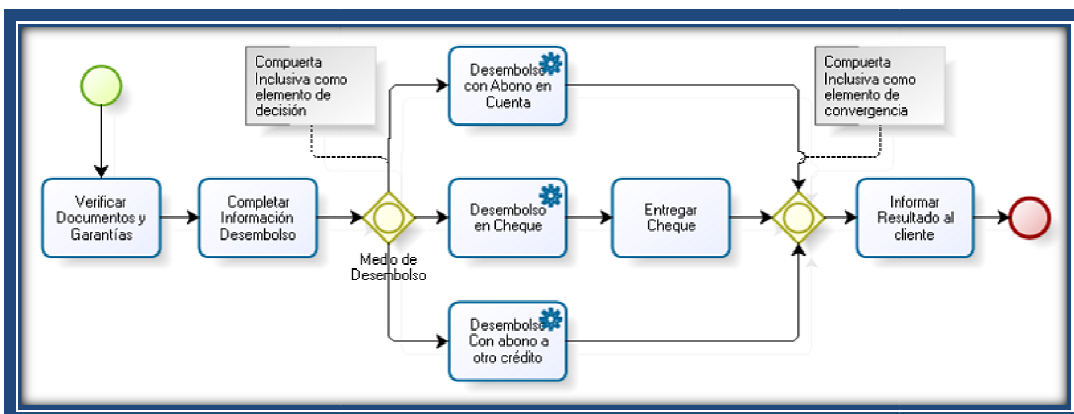 Compuerta
Inclusiva como
elemento de
decisión
Desembolso
con Abono en
Cuenta
Compuerta
Inclusiva como
elemento de
convergencia
Verificar
Documentos y
Garantías
Completar
Información
Desembolso
Medio de
Desembolso
Desembolso
en Cheque
Entregar
Cheque
Informar
Resultado al
cliente
Desembolso
Con abono a
otro crédito